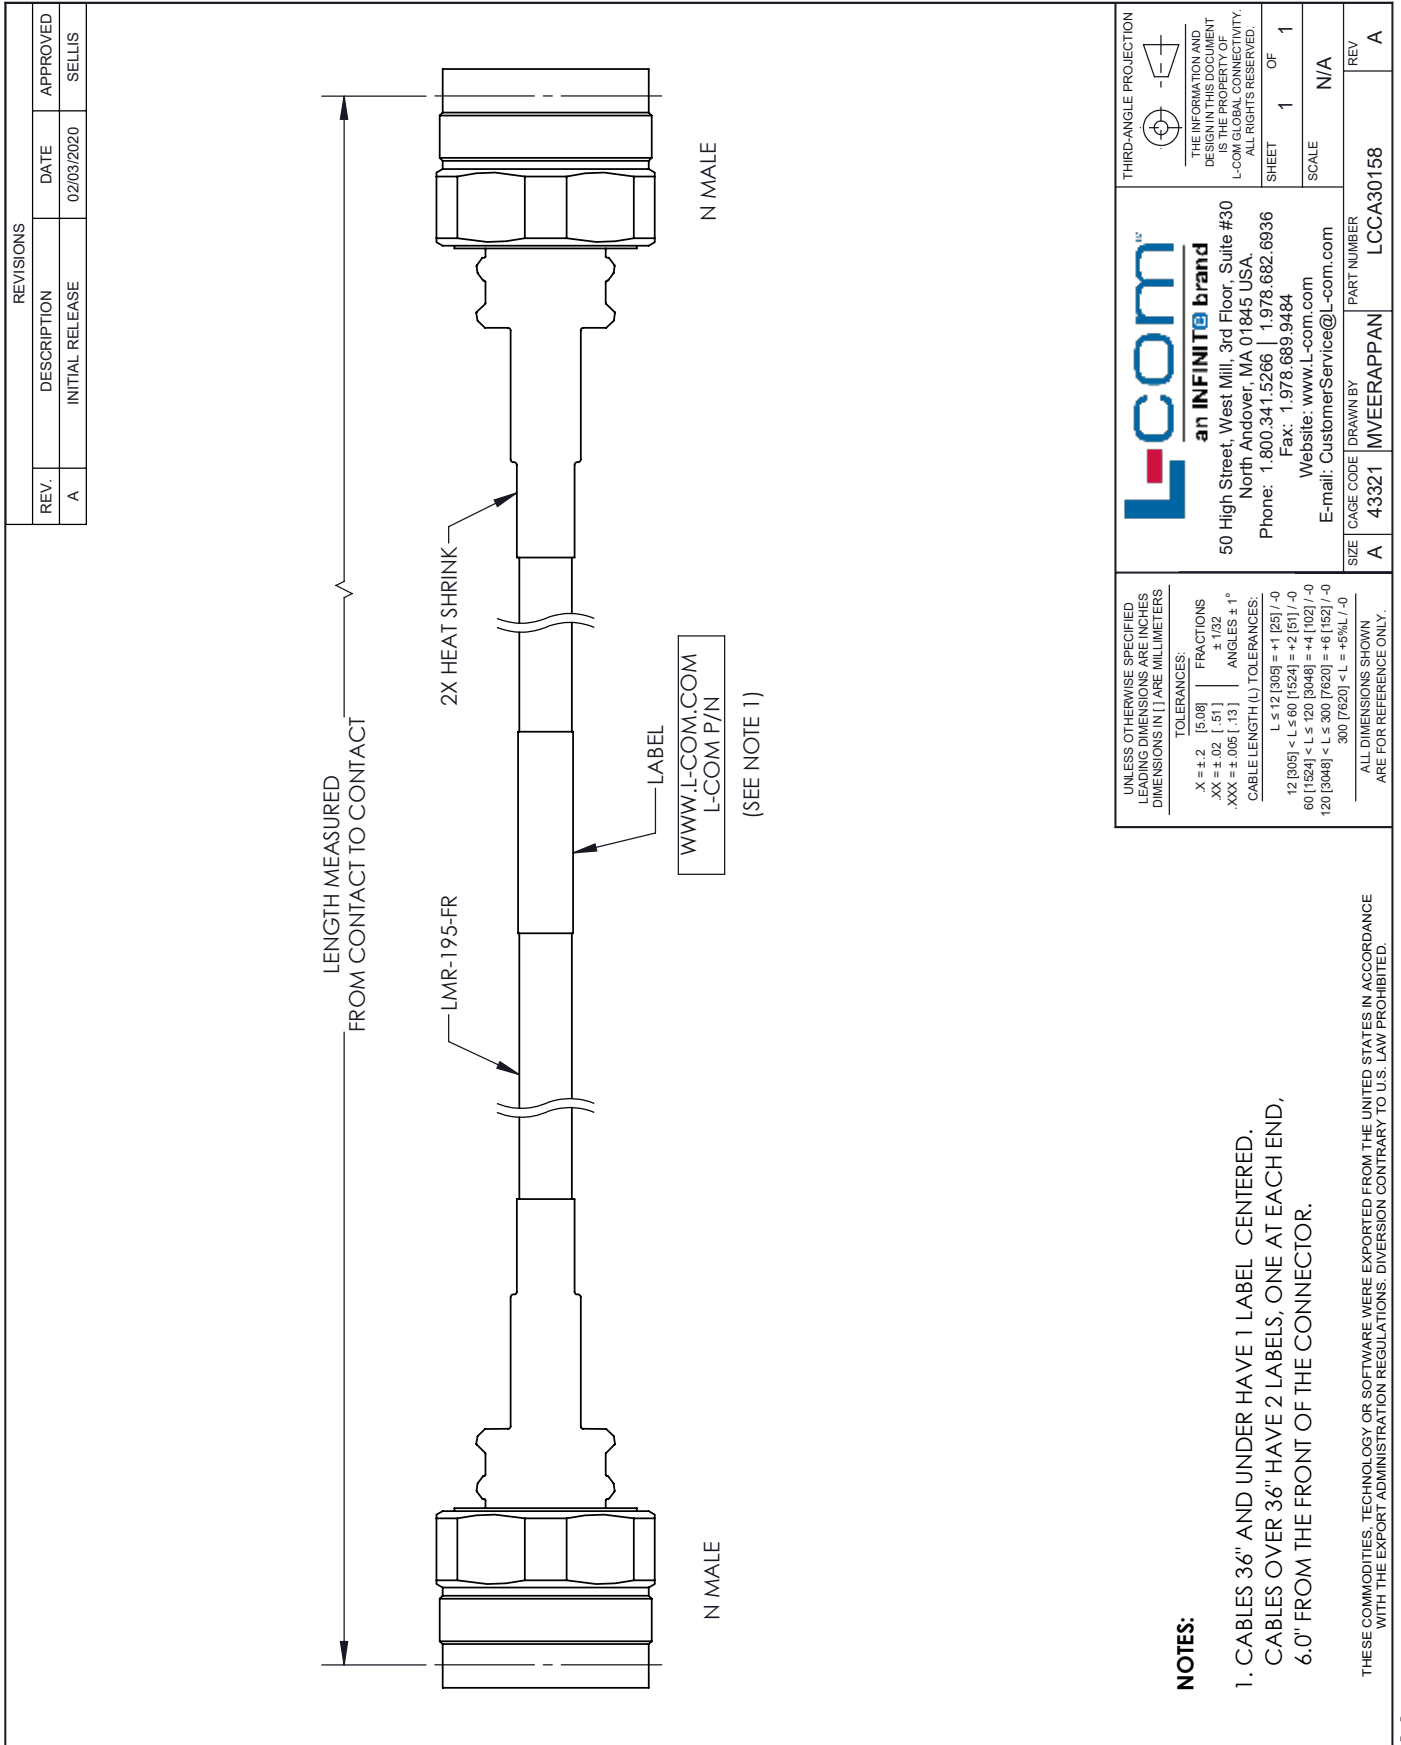 REVISIONS
REV. DESCRIPTION DATE APPROVED
A INITIAL RELEASE 02/03/2020 SELLIS
LENGTH MEASURED
FROM CONTACT TO CONTACT
LMR-195-FR
2X HEAT SHRINK
LABEL
WWW.L-COM.COM
L-COM P/N
(SEE NOTE 1)
N MALE
N MALE
NOTES:
1. CABLES 36" AND UNDER HAVE 1 LABEL CENTERED.
CABLES OVER 36" HAVE 2 LABELS, ONE AT EACH END,
6.0" FROM THE FRONT OF THE CONNECTOR.
THESE COMMODITIES, TECHNOLOGY OR SOFTWARE WERE EXPORTED FROM THE UNITED STATES IN ACCORDANCE
WITH THE EXPORT ADMINISTRATION REGULATIONS. DIVERSION CONTRARY TO U.S. LAW PROHIBITED.
UNLESS OTHERWISE SPECIFIED
LEADING DIMENSIONS ARE INCHES
DIMENSIONS IN [ ] ARE MILLIMETERS
TOLERANCES:
.X = ± .2 [5.08] FRACTIONS
.XX = ± .02 [ .51 ] ± 1/32
.XXX = ± .005 [ .13 ] ANGLES ± 1°
CABLE LENGTH (L) TOLERANCES:
L ≤ 12 [305] = +1 [25] / -0
12 [305] < L ≤ 60 [1524] = +2 [51] / -0
60 [1524] < L ≤ 120 [3048] = +4 [102] / -0
120 [3048] < L ≤ 300 [7620] = +6 [152] / -0
300 [7620] < L = +5%L / -0
ALL DIMENSIONS SHOWN
ARE FOR REFERENCE ONLY.
L-com
an INFINIT@ brand
50 High Street, West Mill, 3rd Floor, Suite #30
North Andover, MA 01845 USA.
Phone: 1.800.341.5266 | 1.978.682.6936
Fax: 1.978.689.9484
Website: www.L-com.com
E-mail: CustomerService@L-com.com
THIRD-ANGLE PROJECTION
THE INFORMATION AND
DESIGN IN THIS DOCUMENT
IS THE PROPERTY OF
L-COM GLOBAL CONNECTIVITY.
ALL RIGHTS RESERVED.
SHEET 1 OF 1
SCALE N/A
SIZE A
CAGE CODE 43321
DRAWN BY MVEERAPPAN
PART NUMBER LCCA30158
REV A